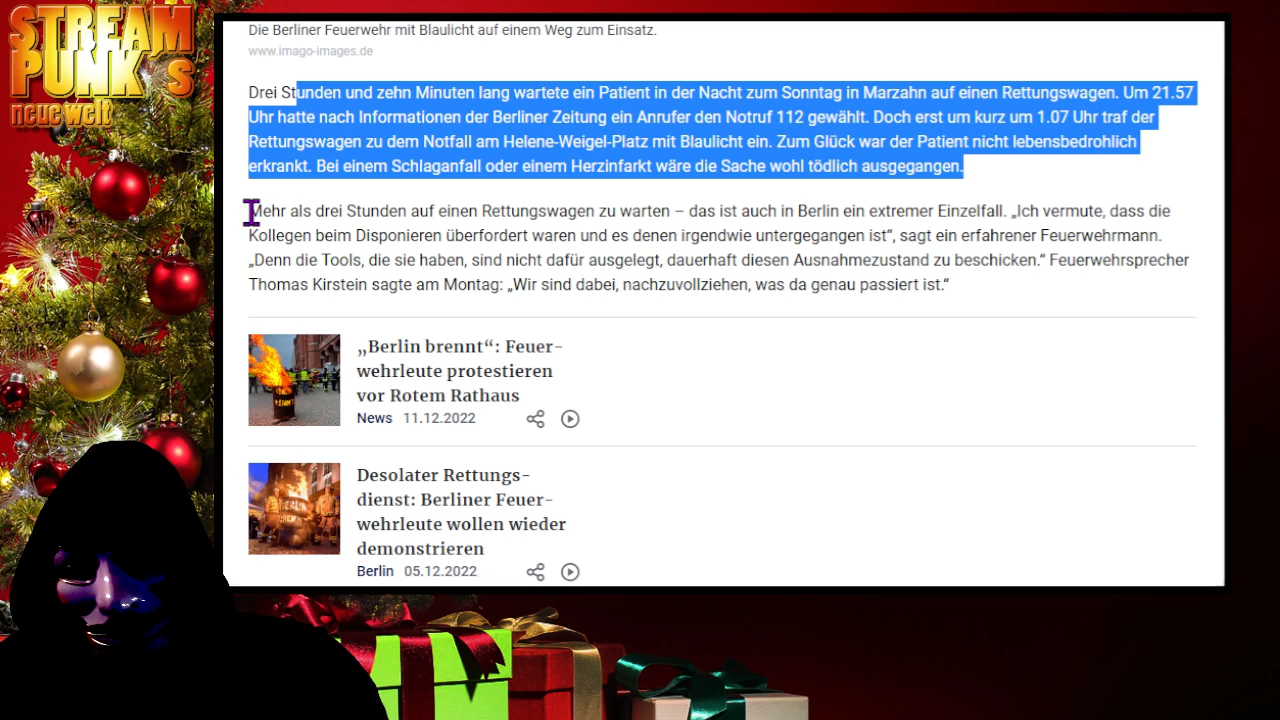 STREAM
PUNK's
neue welt
Die Berliner Feuerwehr mit Blaulicht auf einem Weg zum Einsatz.
www.imago-images.de
Drei Stunden und zehn Minuten lang wartete ein Patient in der Nacht zum Sonntag in Marzahn auf einen Rettungswagen. Um 21.57
Uhr hatte nach Informationen der Berliner Zeitung ein Anrufer den Notruf 112 gewählt. Doch erst um kurz um 1.07 Uhr traf der
Rettungswagen zu dem Notfall am Helene-Weigel-Platz mit Blaulicht ein. Zum Glück war der Patient nicht lebensbedrohlich
erkrankt. Bei einem Schlaganfall oder einem Herzinfarkt wäre die Sache wohl tödlich ausgegangen.
Mehr als drei Stunden auf einen Rettungswagen zu warten – das ist auch in Berlin ein extremer Einzelfall. „Ich vermute, dass die
Kollegen beim Disponieren überfordert waren und es denen irgendwie untergegangen ist“, sagt ein erfahrener Feuerwehrmann.
„Denn die Tools, die sie haben, sind nicht dafür ausgelegt, dauerhaft diesen Ausnahmezustand zu beschicken.“ Feuerwehrsprecher
Thomas Kirstein sagte am Montag: „Wir sind dabei, nachzuvollziehen, was da genau passiert ist.“
„Berlin brennt“: Feuer-
wehrleute protestieren
vor Rotem Rathaus
News 11.12.2022
Desolater Rettungs-
dienst: Berliner Feuer-
wehrleute wollen wieder
demonstrieren
Berlin 05.12.2022